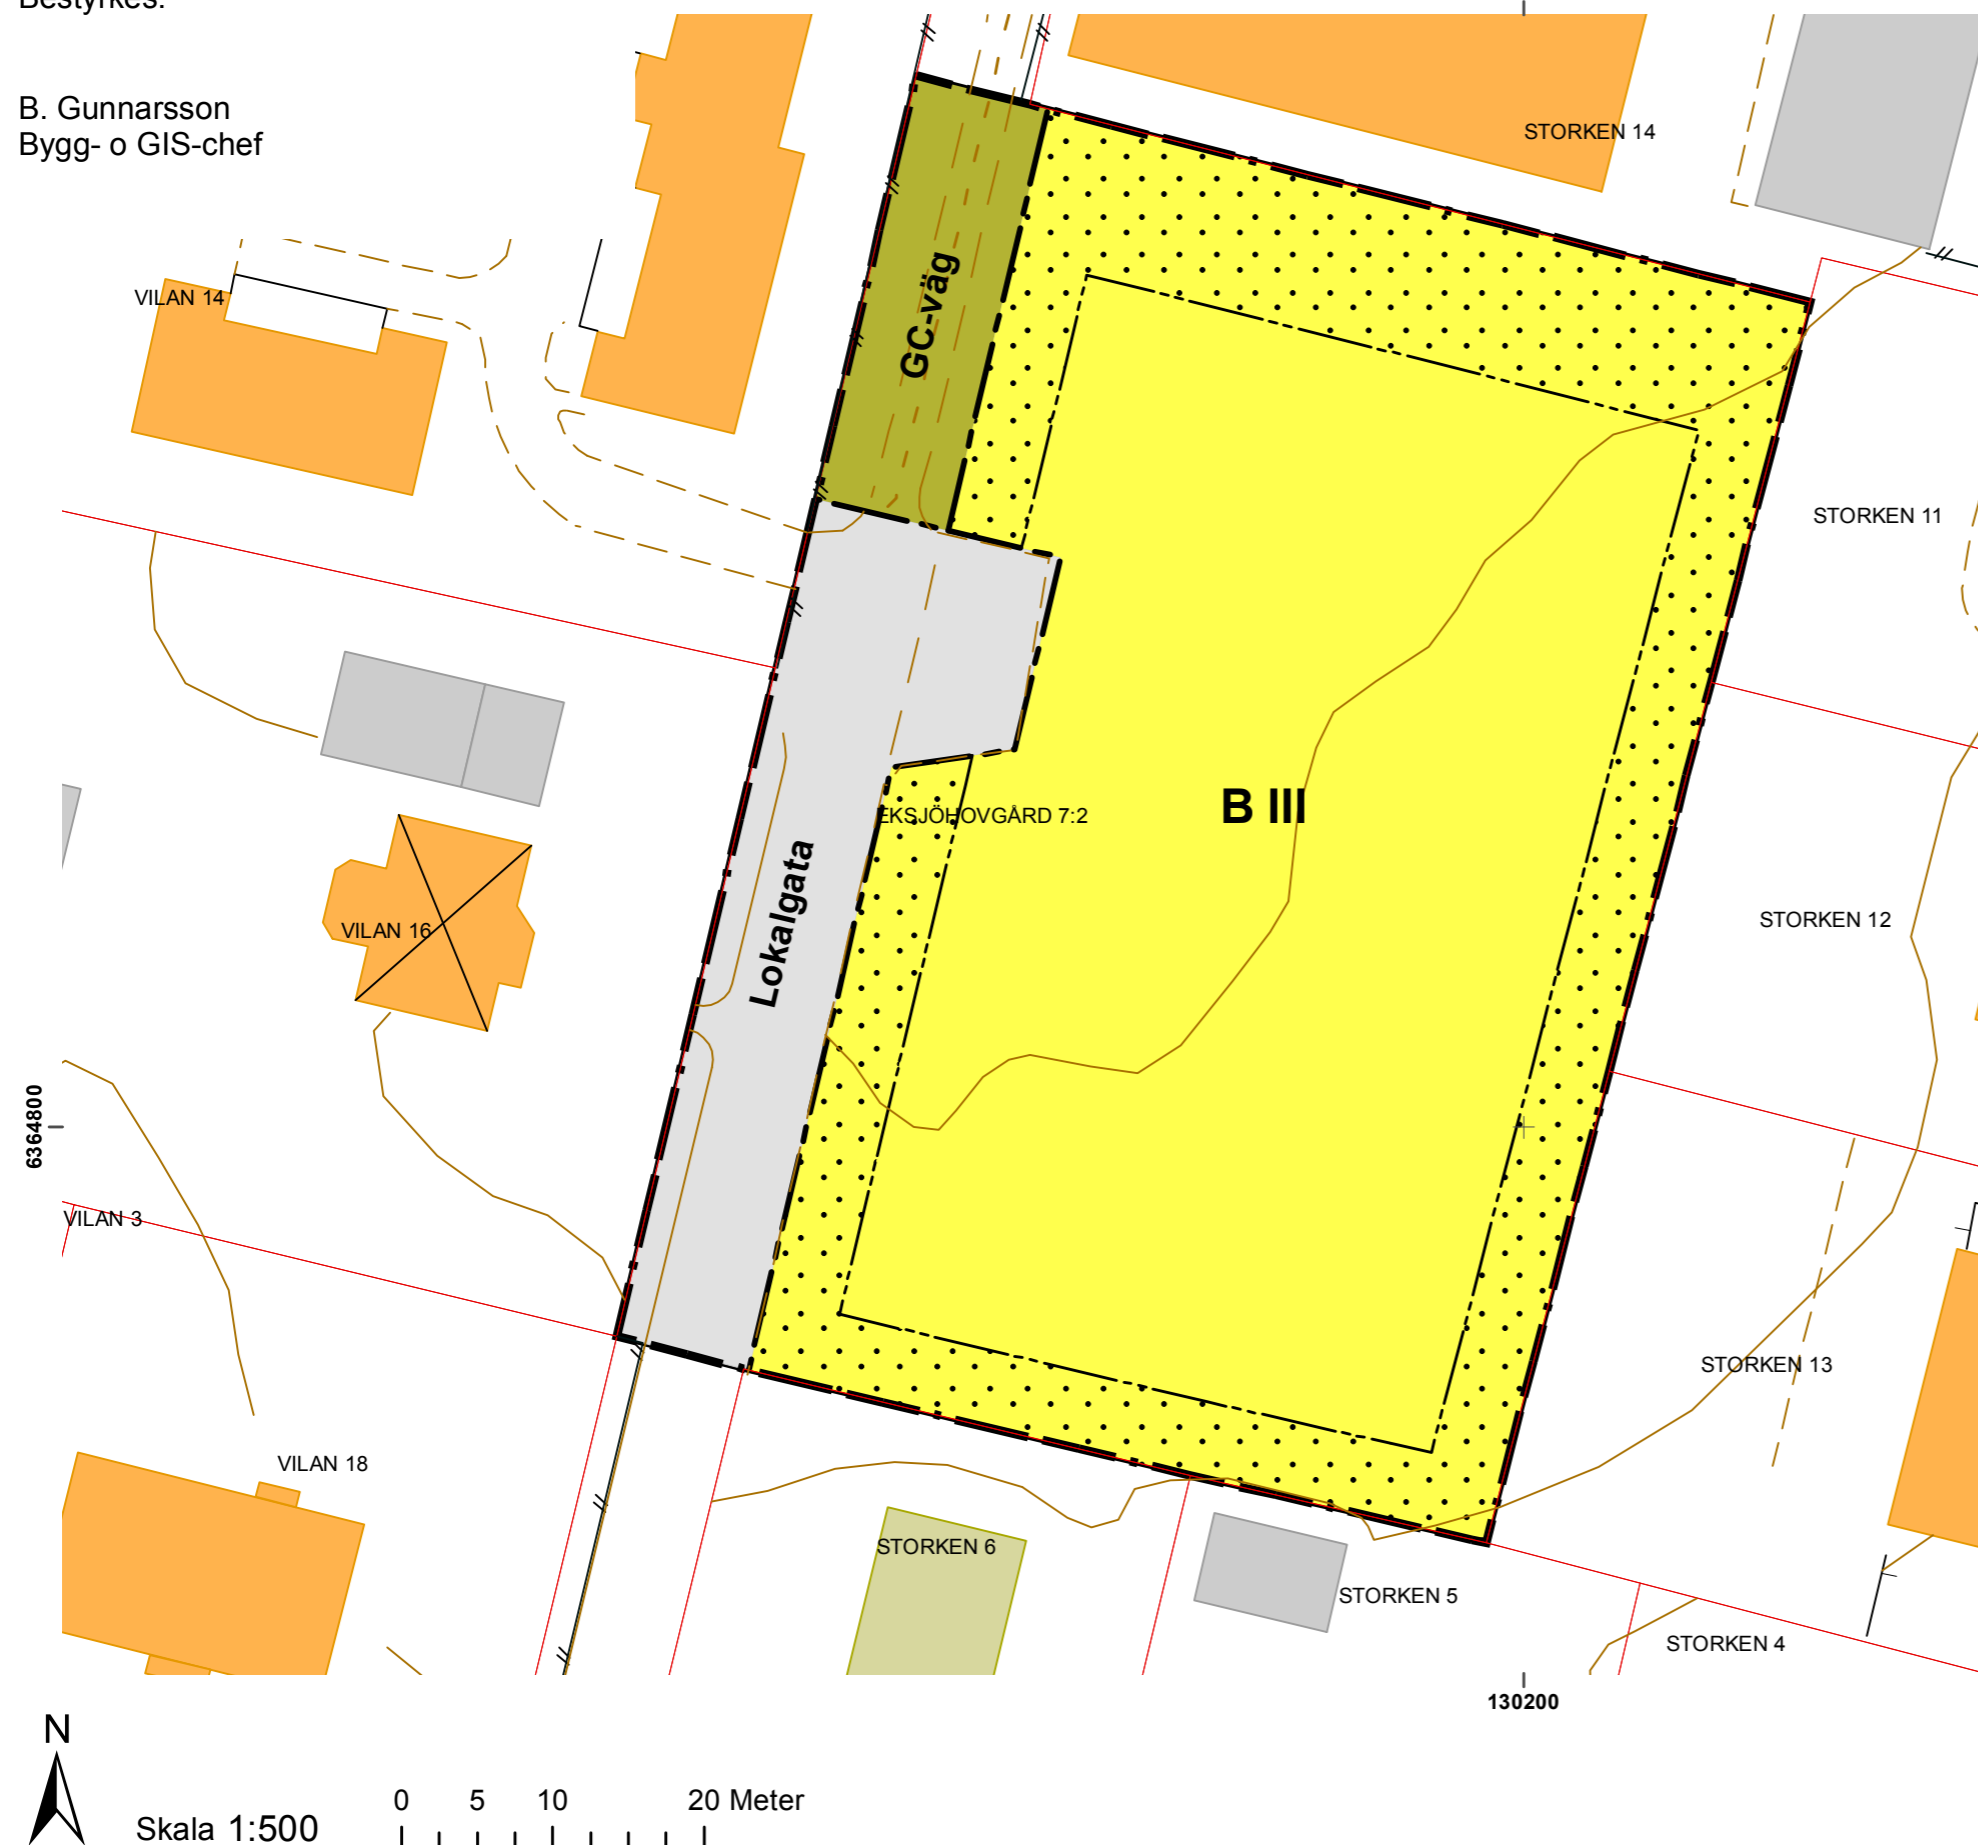 Bestyrkes:
B. Gunnarsson
Bygg- o GIS-chef
STORKEN 14
VILAN 14
GC-väg
STORKEN 11
EKSJÖHOVGÅRD 7:2
B III
Lokalgata
VILAN 16
STORKEN 12
6364800
VILAN 3
STORKEN 13
VILAN 18
STORKEN 6
STORKEN 5
STORKEN 4
130200
N
0 5 10 20 Meter
Skala 1:500